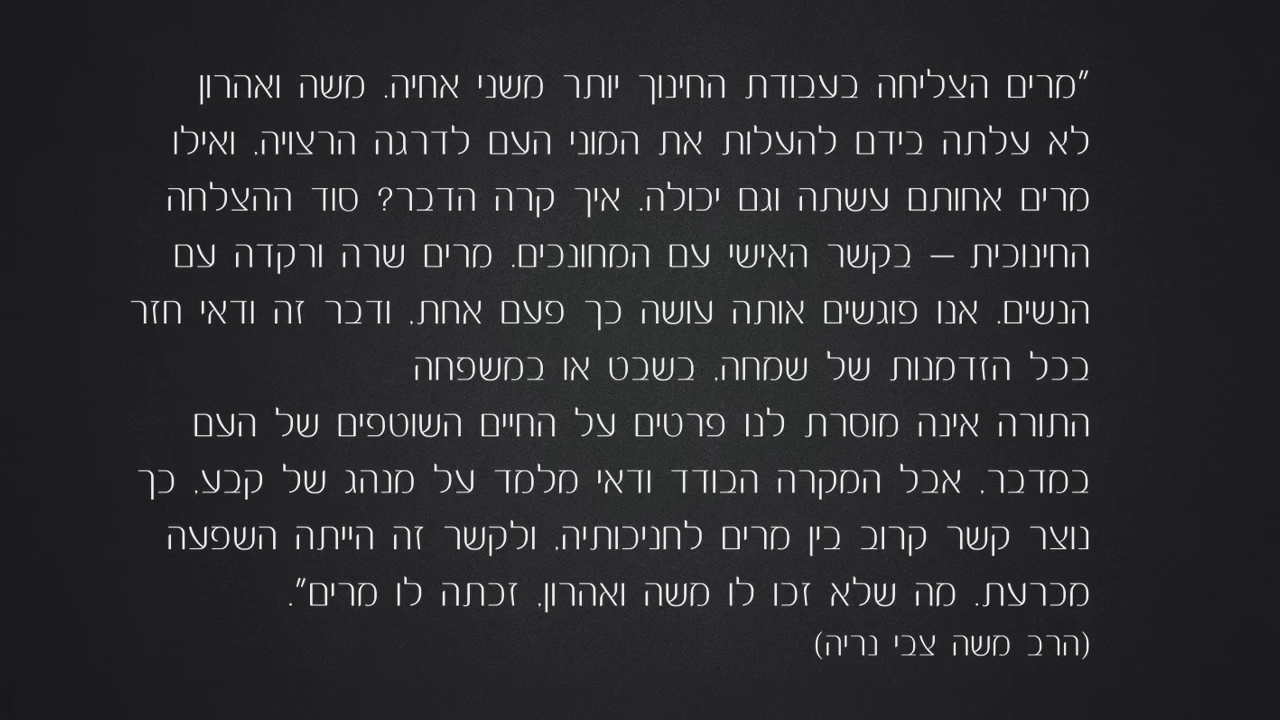 "מרים הצליחה בעבודת החינוך יותר משני אחיה. משה ואהרון
לא עלתה בידם להעלות את המוני העם לדרגה הרצויה, ואילו
מרים אחותם עשתה וגם יכולה. איך קרה הדבר? סוד ההצלחה
החינוכית – בקשר האישי עם המחונכים. מרים שרה ורקדה עם
הנשים. אנו פוגשים אותה עושה כך פעם אחת, ודבר זה ודאי חזר
בכל הזדמנות של שמחה, בשבט או במשפחה
התורה אינה מוסרת לנו פרטים על החיים השוטפים של העם
במדבר, אבל המקרה הבודד ודאי מלמד על מנהג של קבע, כך
נוצר קשר קרוב בין מרים לחניכותיה, ולקשר זה הייתה השפעה
מכרעת. מה שלא זכו לו משה ואהרון, זכתה לו מרים".
(הרב משה צבי נריה)